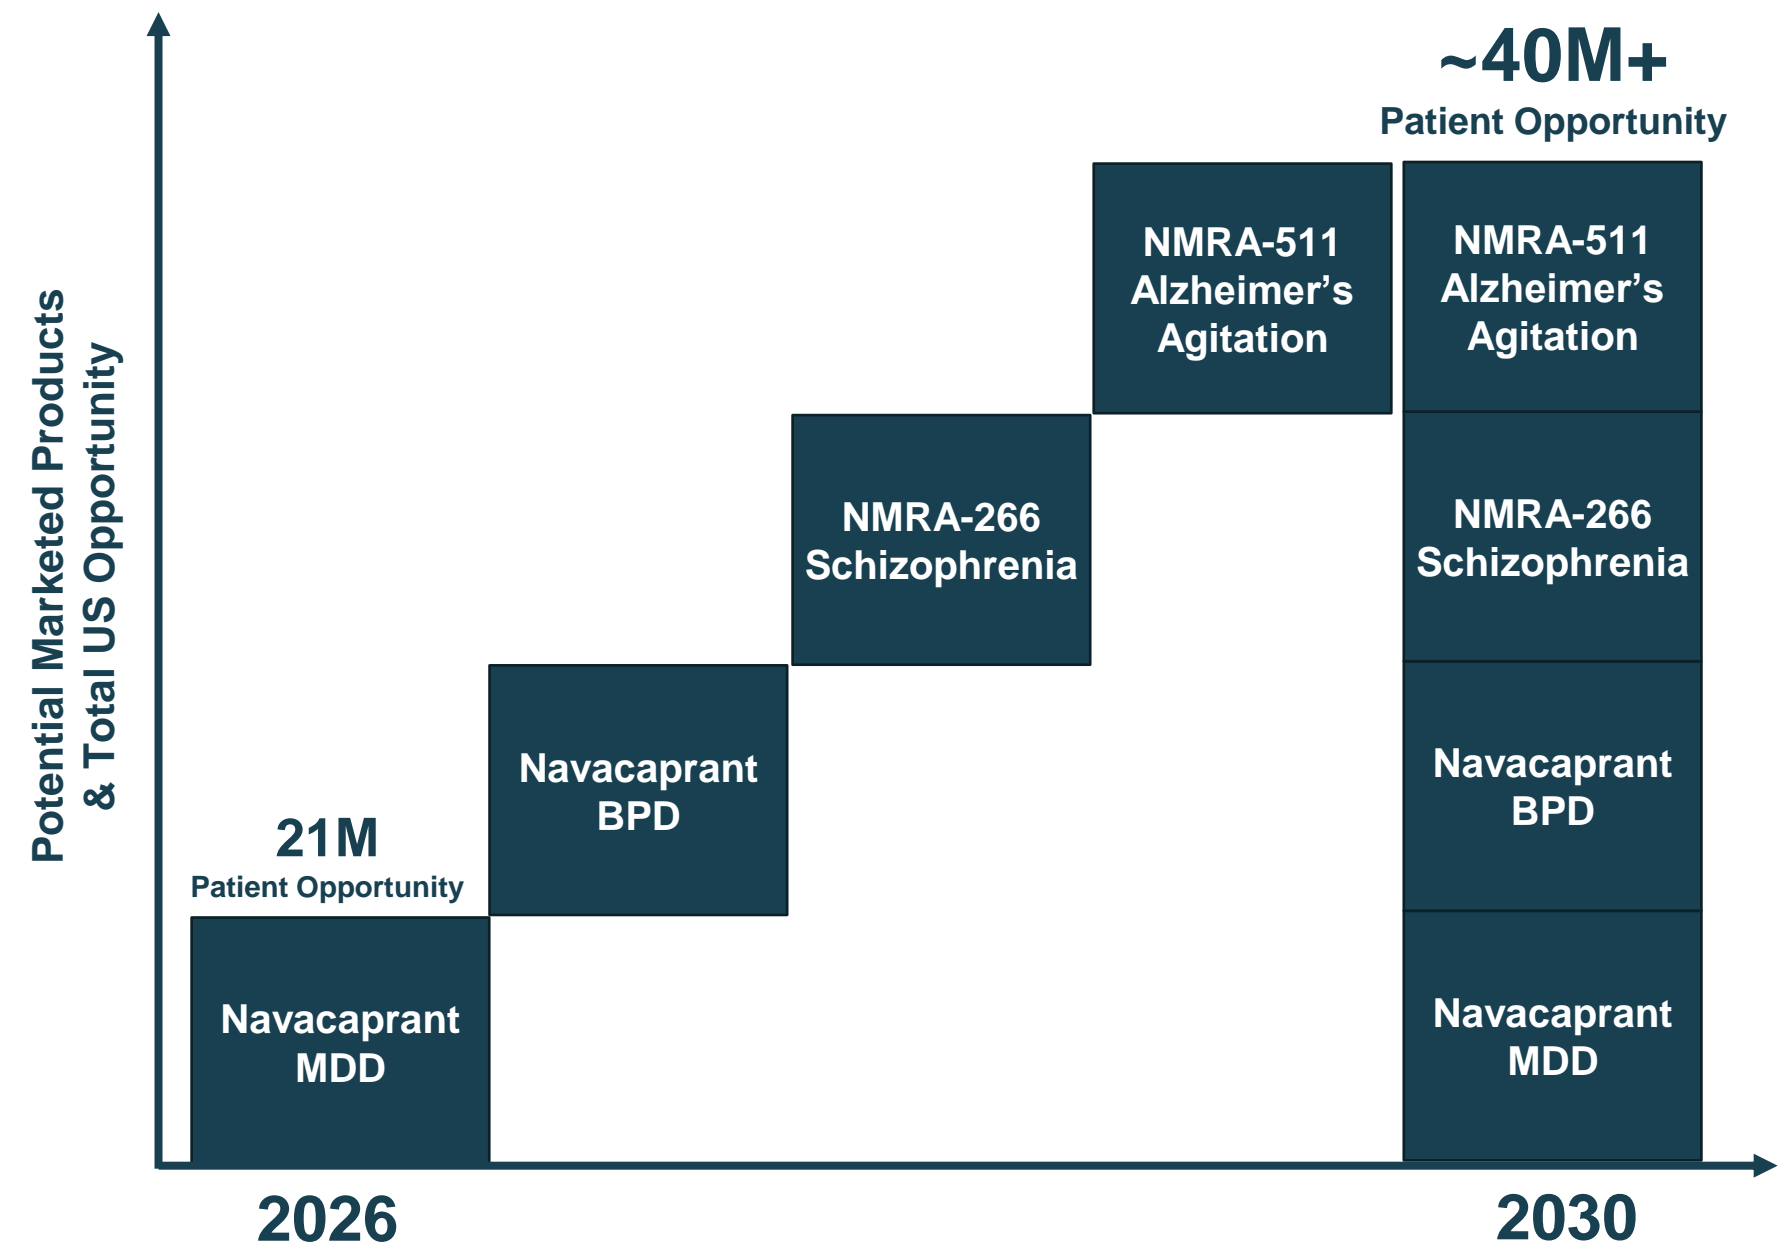 ~40M+
Patient Opportunity
Potential Marketed Products
& Total US Opportunity
21M
Patient Opportunity
Navacaprant
MDD
Navacaprant
BPD
NMRA-266
Schizophrenia
NMRA-511
Alzheimer’s
Agitation
NMRA-511
Alzheimer’s
Agitation
NMRA-266
Schizophrenia
Navacaprant
BPD
Navacaprant
MDD
2026
2030